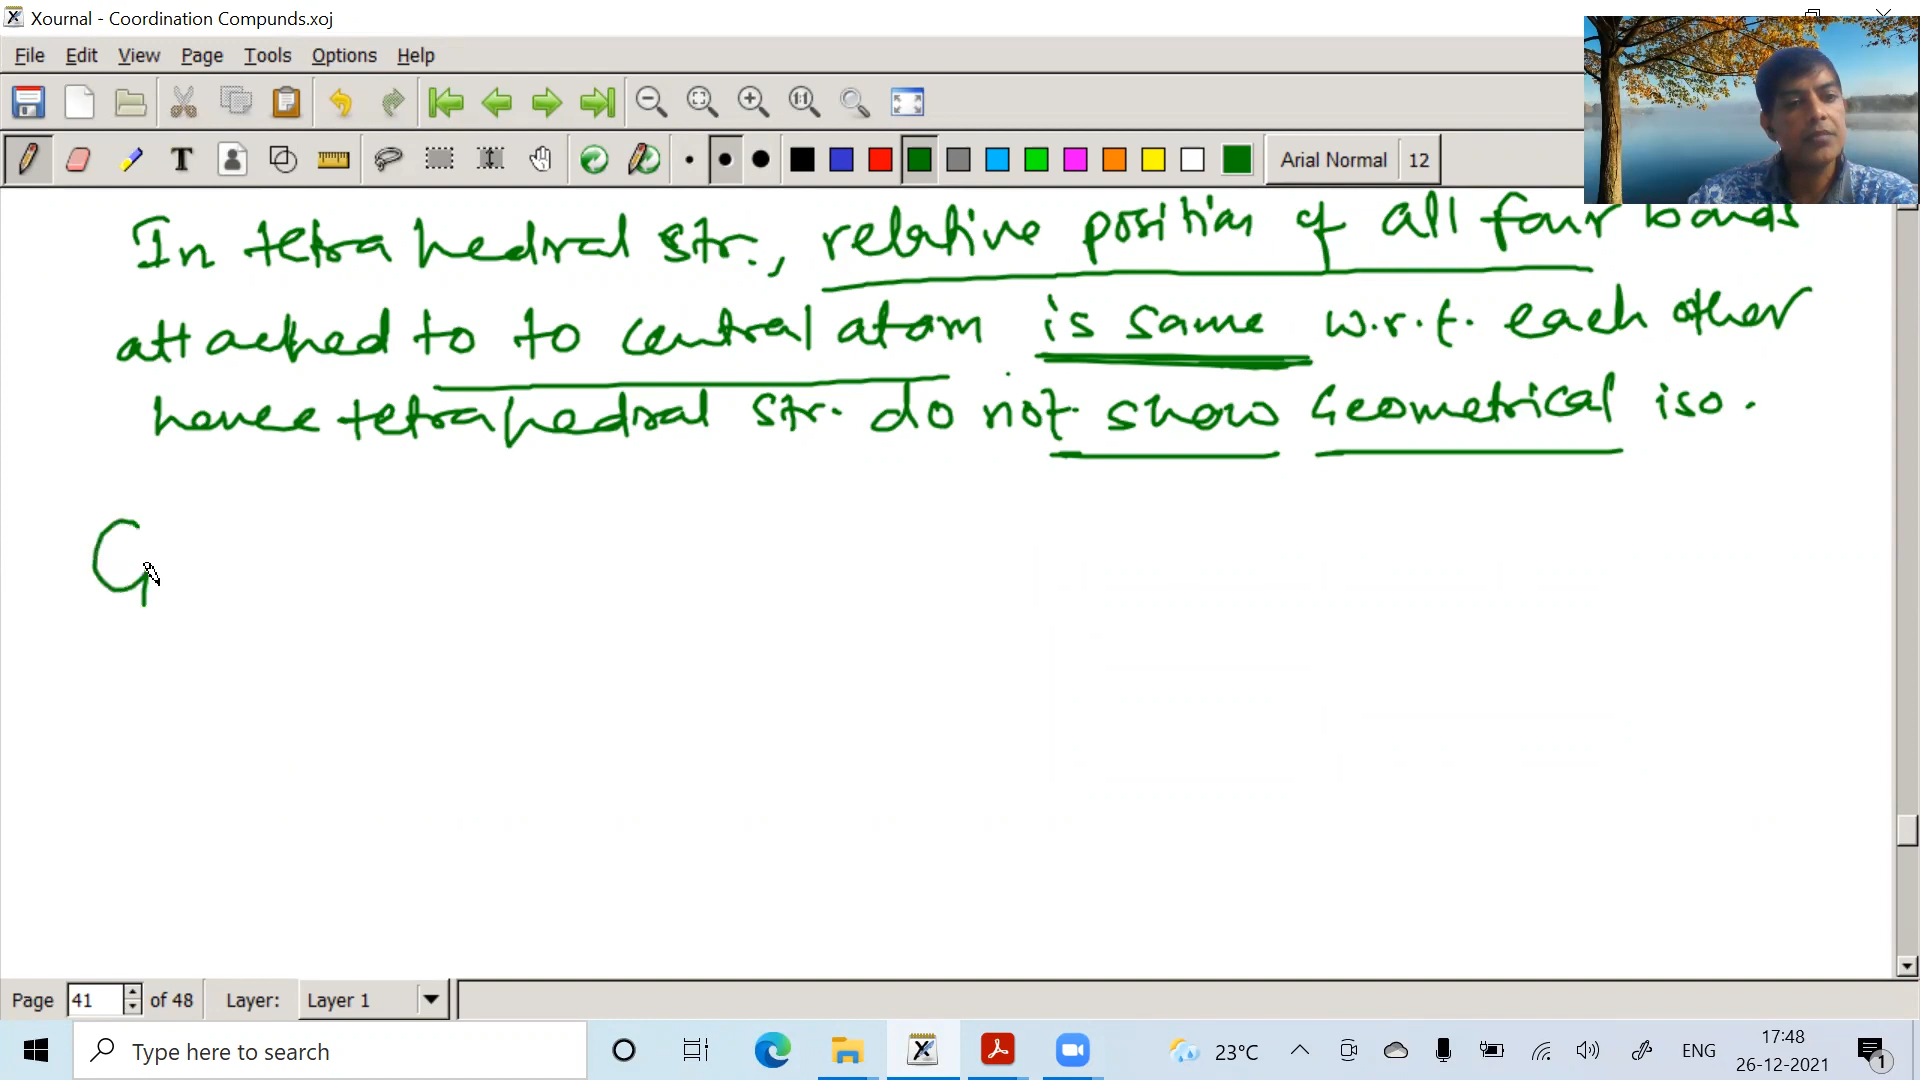 Xournal - Coordination Compunds.xoj
File Edit View Page Tools Options Help
Arial Normal 12
In tetrahedral str., relative position of all four bonds
attached to to central atom is same w.r.t. each other
hence tetrahedral str. do not show Geometrical iso.
G
Page 41 of 48 Layer: Layer 1
Type here to search
23°C
ENG
17:48
26-12-2021
1